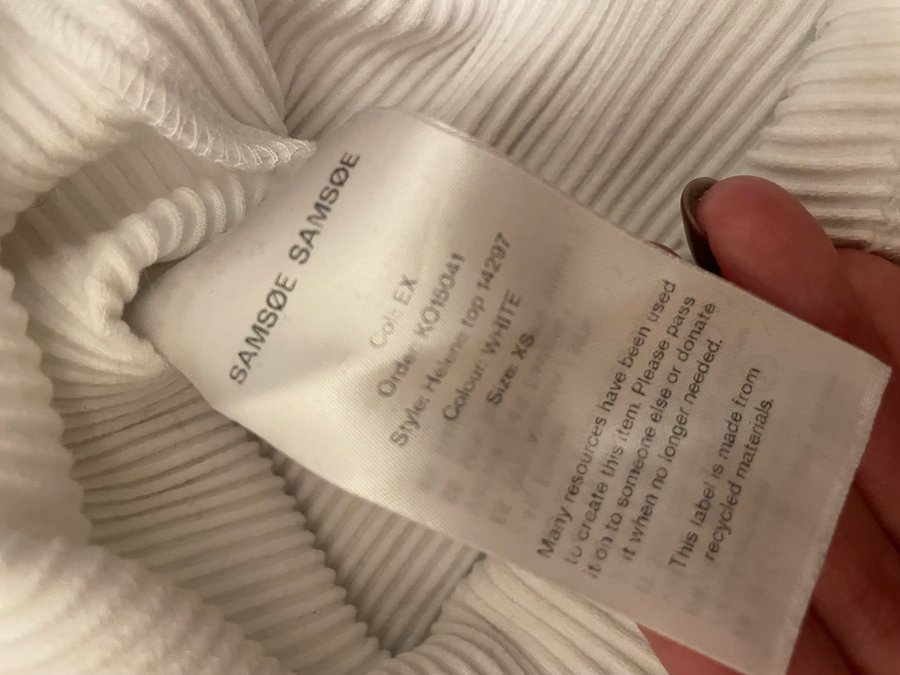 SAMSØE SAMSØE
Coll: EX
Order: KO15041
Style: Helene top 14297
Colour: WHITE
Size: XS
Many resources have been used
to create this item. Please pass
it on to someone else or donate
it when no longer needed.
This label is made from
recycled materials.